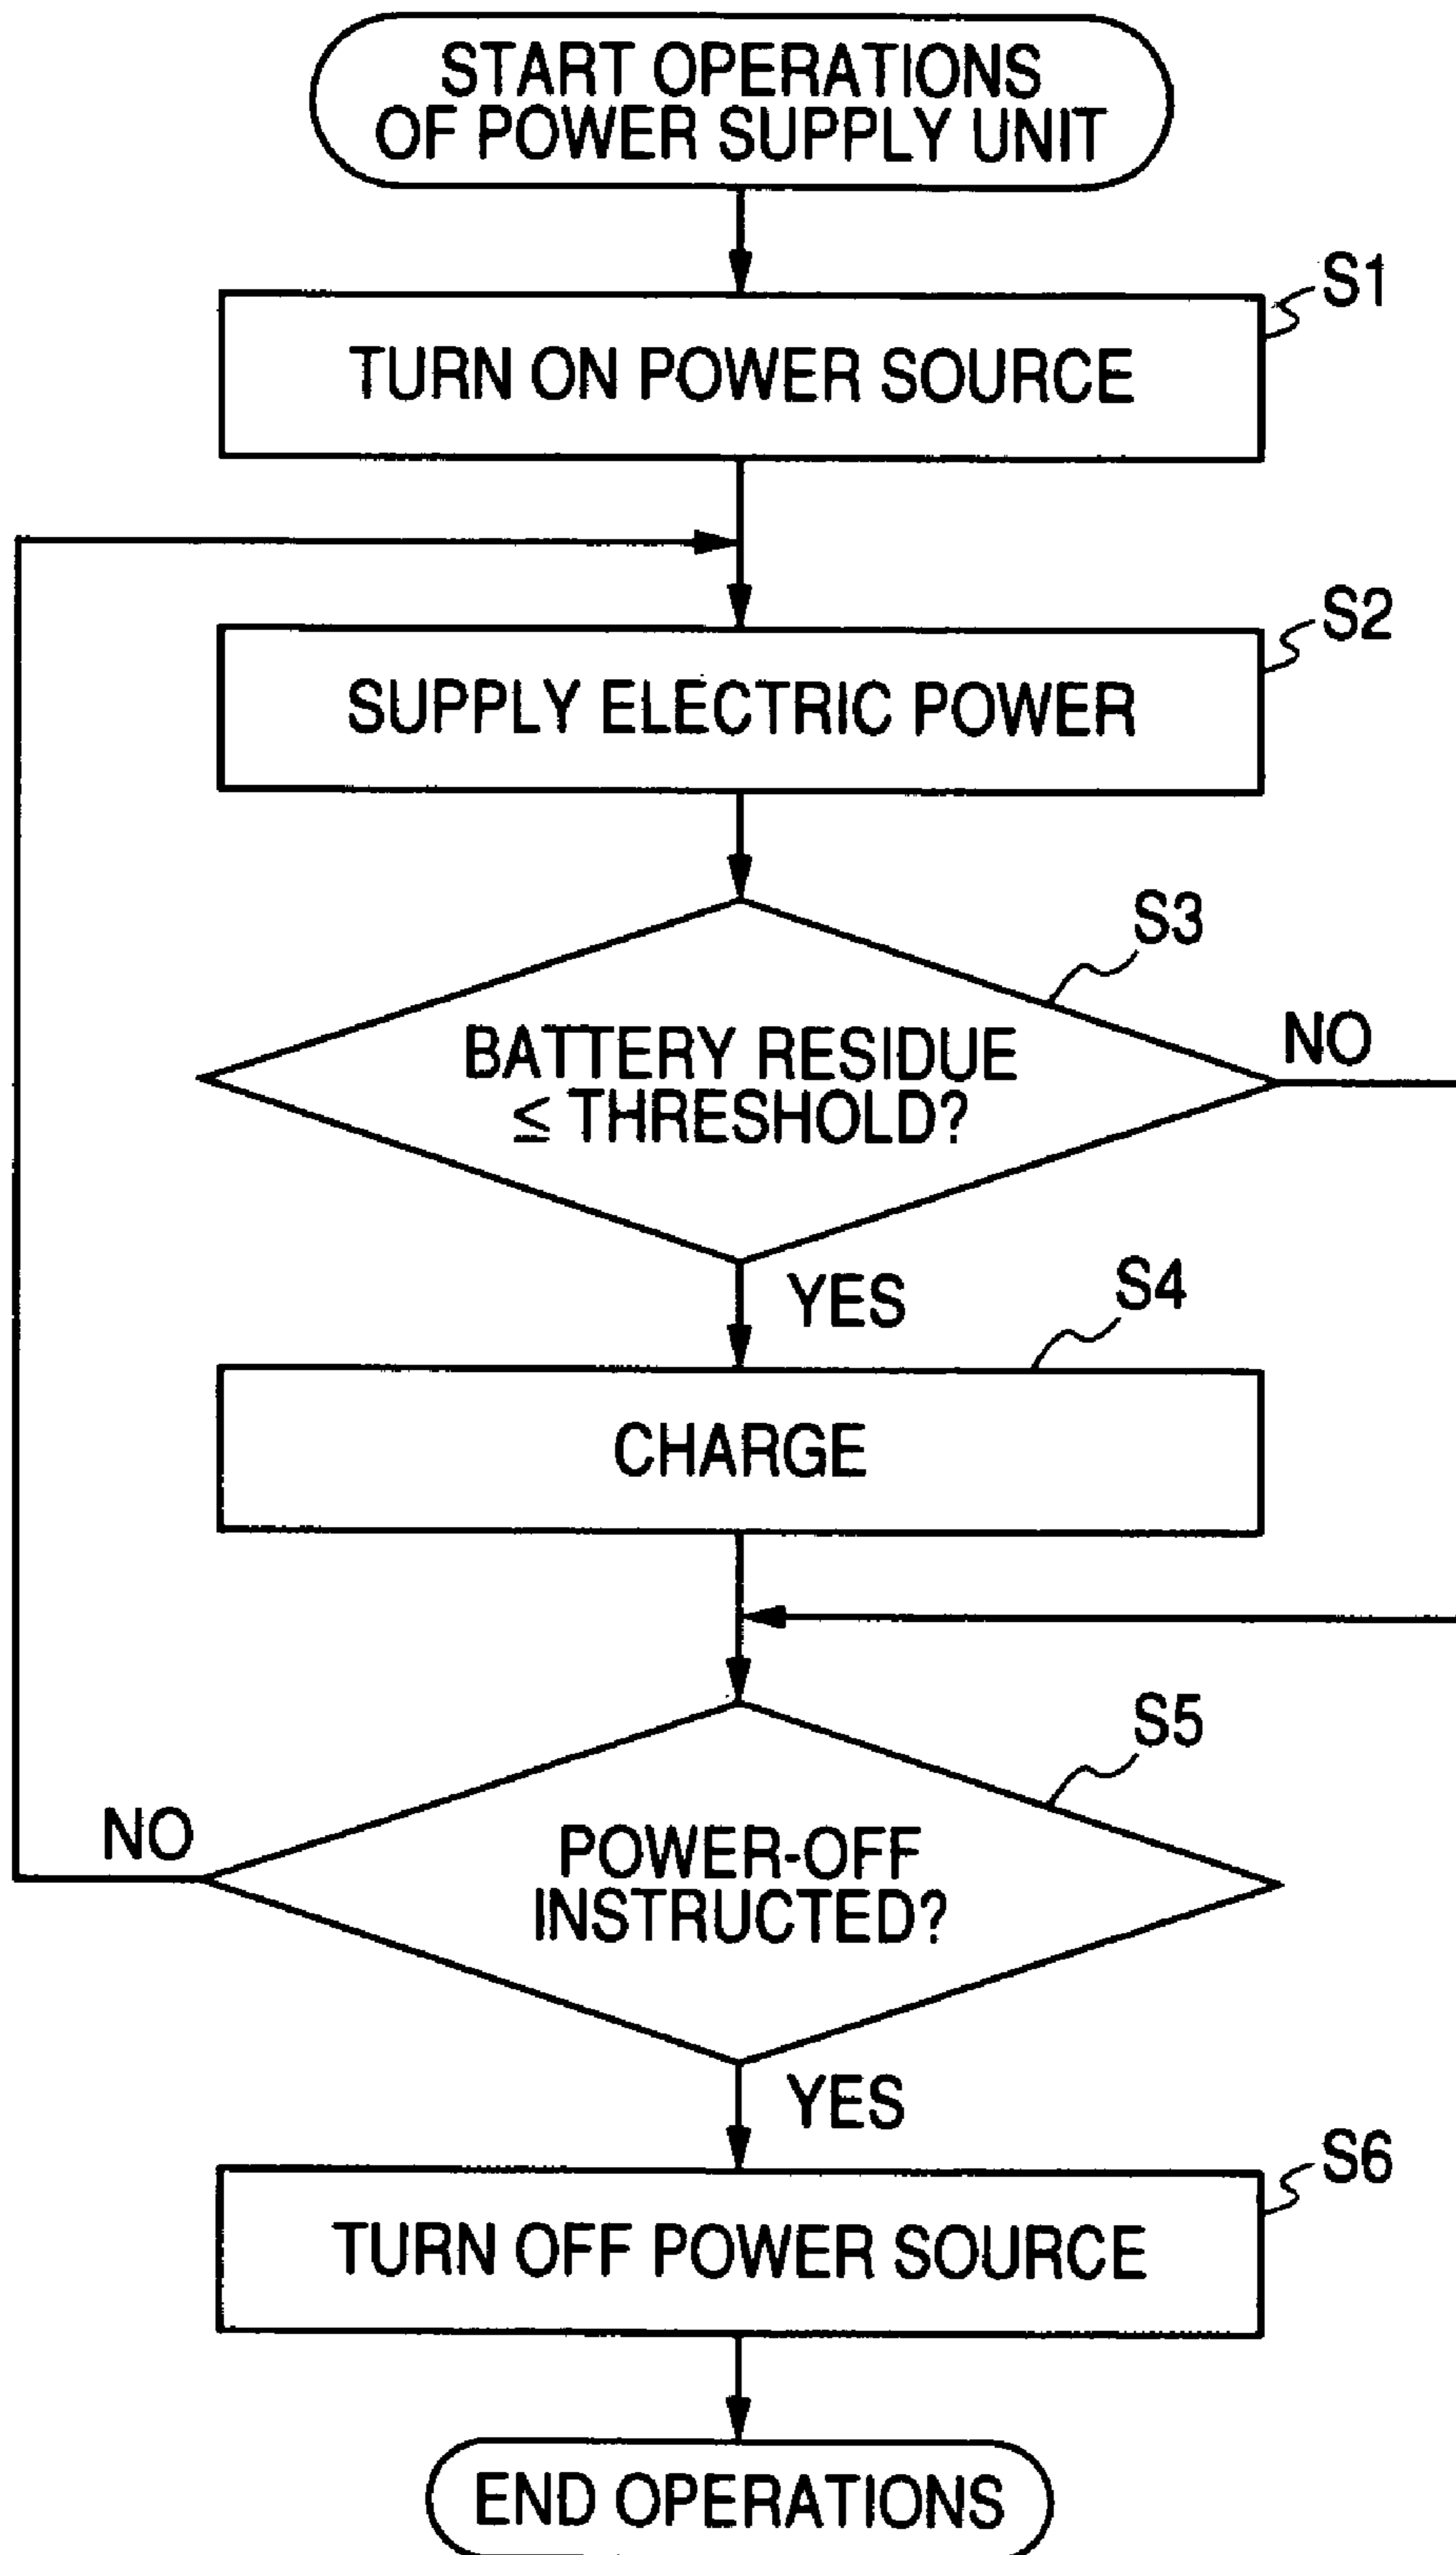 START OPERATIONS
OF POWER SUPPLY UNIT
S1
TURN ON POWER SOURCE
S2
SUPPLY ELECTRIC POWER
S3
BATTERY RESIDUE
≤ THRESHOLD?
NO
YES
S4
CHARGE
S5
POWER-OFF
INSTRUCTED?
NO
YES
S6
TURN OFF POWER SOURCE
END OPERATIONS